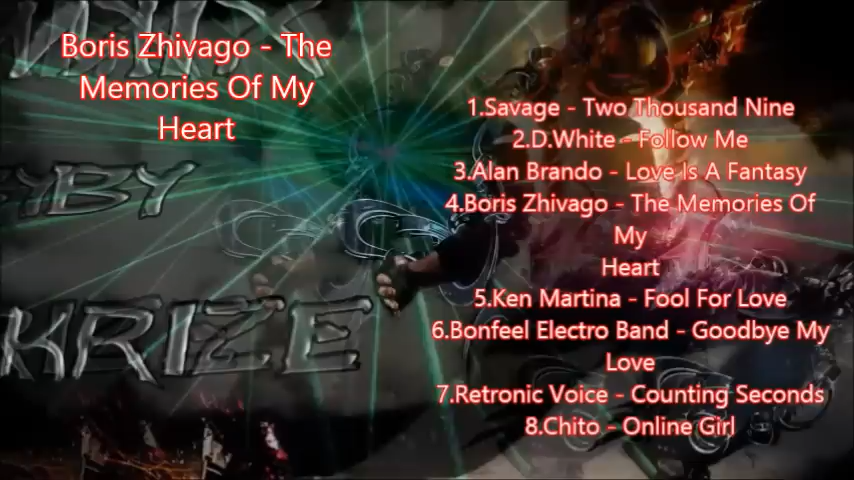 Boris Zhivago - The
Memories Of My
Heart
1.Savage - Two Thousand Nine
2.D.White - Follow Me
3.Alan Brando - Love Is A Fantasy
4.Boris Zhivago - The Memories Of
My
Heart
5.Ken Martina - Fool For Love
6.Bonfeel Electro Band - Goodbye My
Love
7.Retronic Voice - Counting Seconds
8.Chito - Online Girl
KRIZE